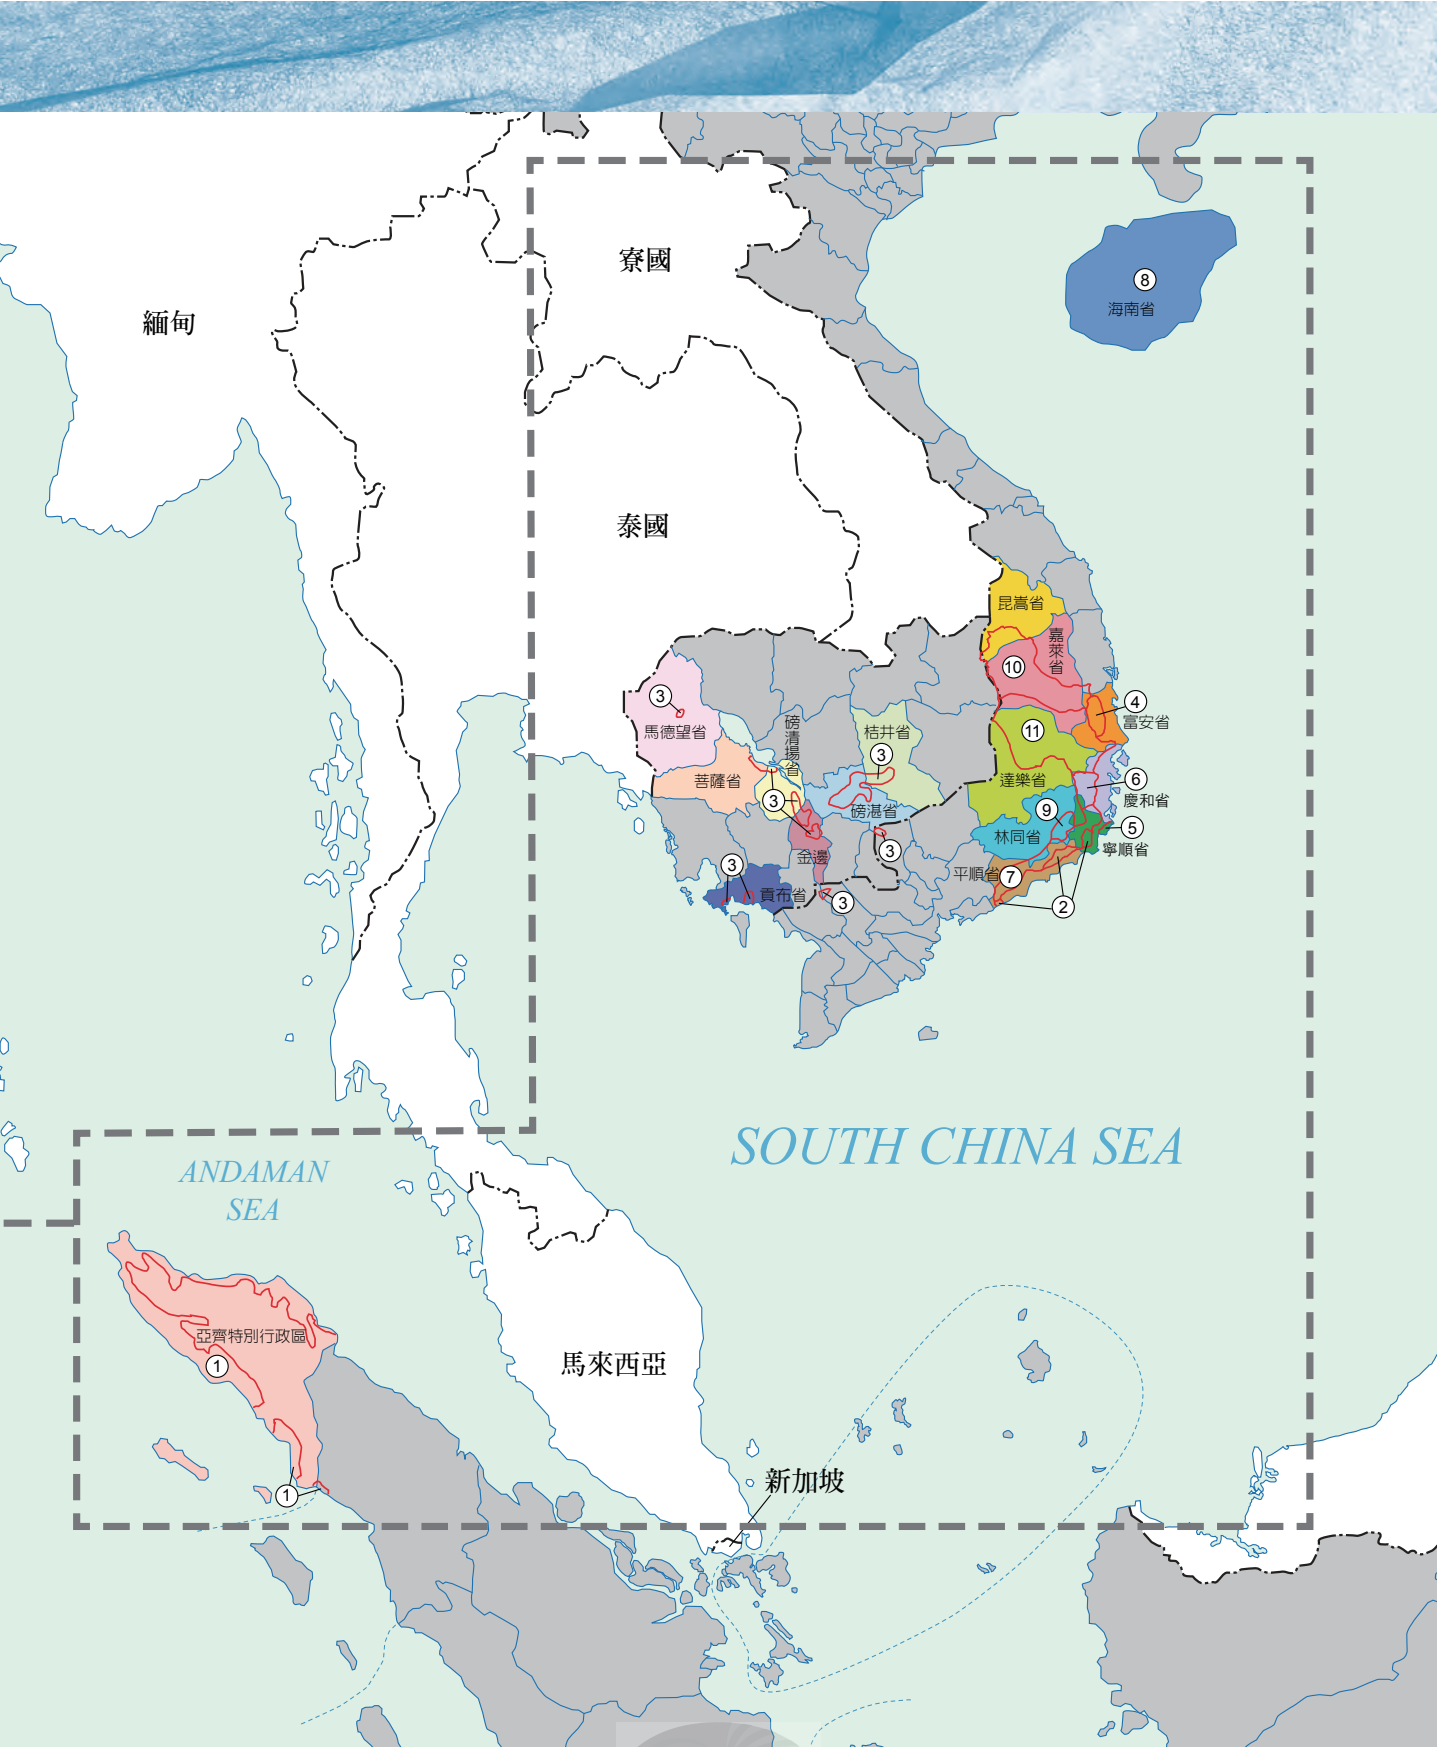 寮國
⑧
海南省
緬甸
泰國
昆嵩省
嘉萊省
⑩
③
④
富安省
磅清揚省
馬德望省
桔井省
⑪
③
菩薩省
達樂省
⑥
慶和省
③
磅湛省
⑨
⑤
林同省
寧順省
金邊
③
③
平順省
⑦
貢布省
③
②
SOUTH CHINA SEA
ANDAMAN
SEA
亞齊特別行政區
①
馬來西亞
新加坡
①